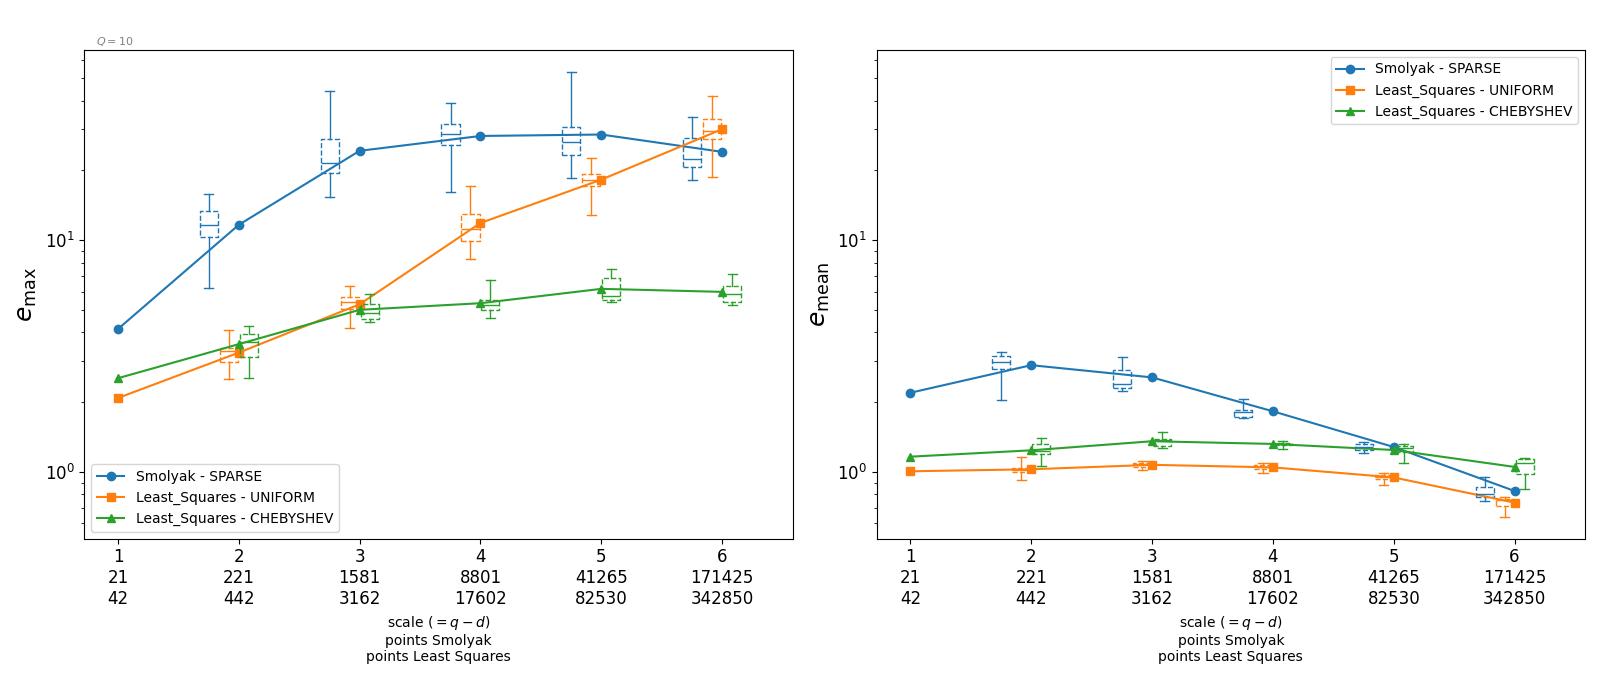 Q = 10
10¹
10⁰
e_max
Smolyak - SPARSE
Least_Squares - UNIFORM
Least_Squares - CHEBYSHEV
1 2 3 4 5 6
21 221 1581 8801 41265 171425
42 442 3162 17602 82530 342850
scale (= q − d)
points Smolyak
points Least Squares
10¹
10⁰
e_mean
Smolyak - SPARSE
Least_Squares - UNIFORM
Least_Squares - CHEBYSHEV
1 2 3 4 5 6
21 221 1581 8801 41265 171425
42 442 3162 17602 82530 342850
scale (= q − d)
points Smolyak
points Least Squares